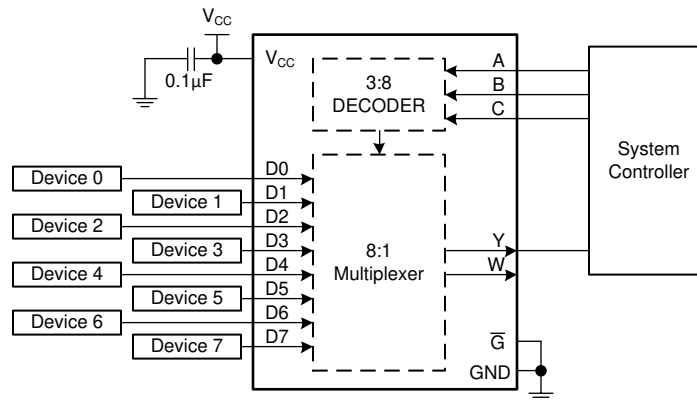 VCC
VCC
0.1µF
3:8
DECODER
A
B
C
System
Controller
Device 0
D0
Device 1
D1
Device 2
D2
Device 3
D3
Device 4
D4
Device 5
D5
Device 6
D6
Device 7
D7
8:1
Multiplexer
Y
W
G̅
GND